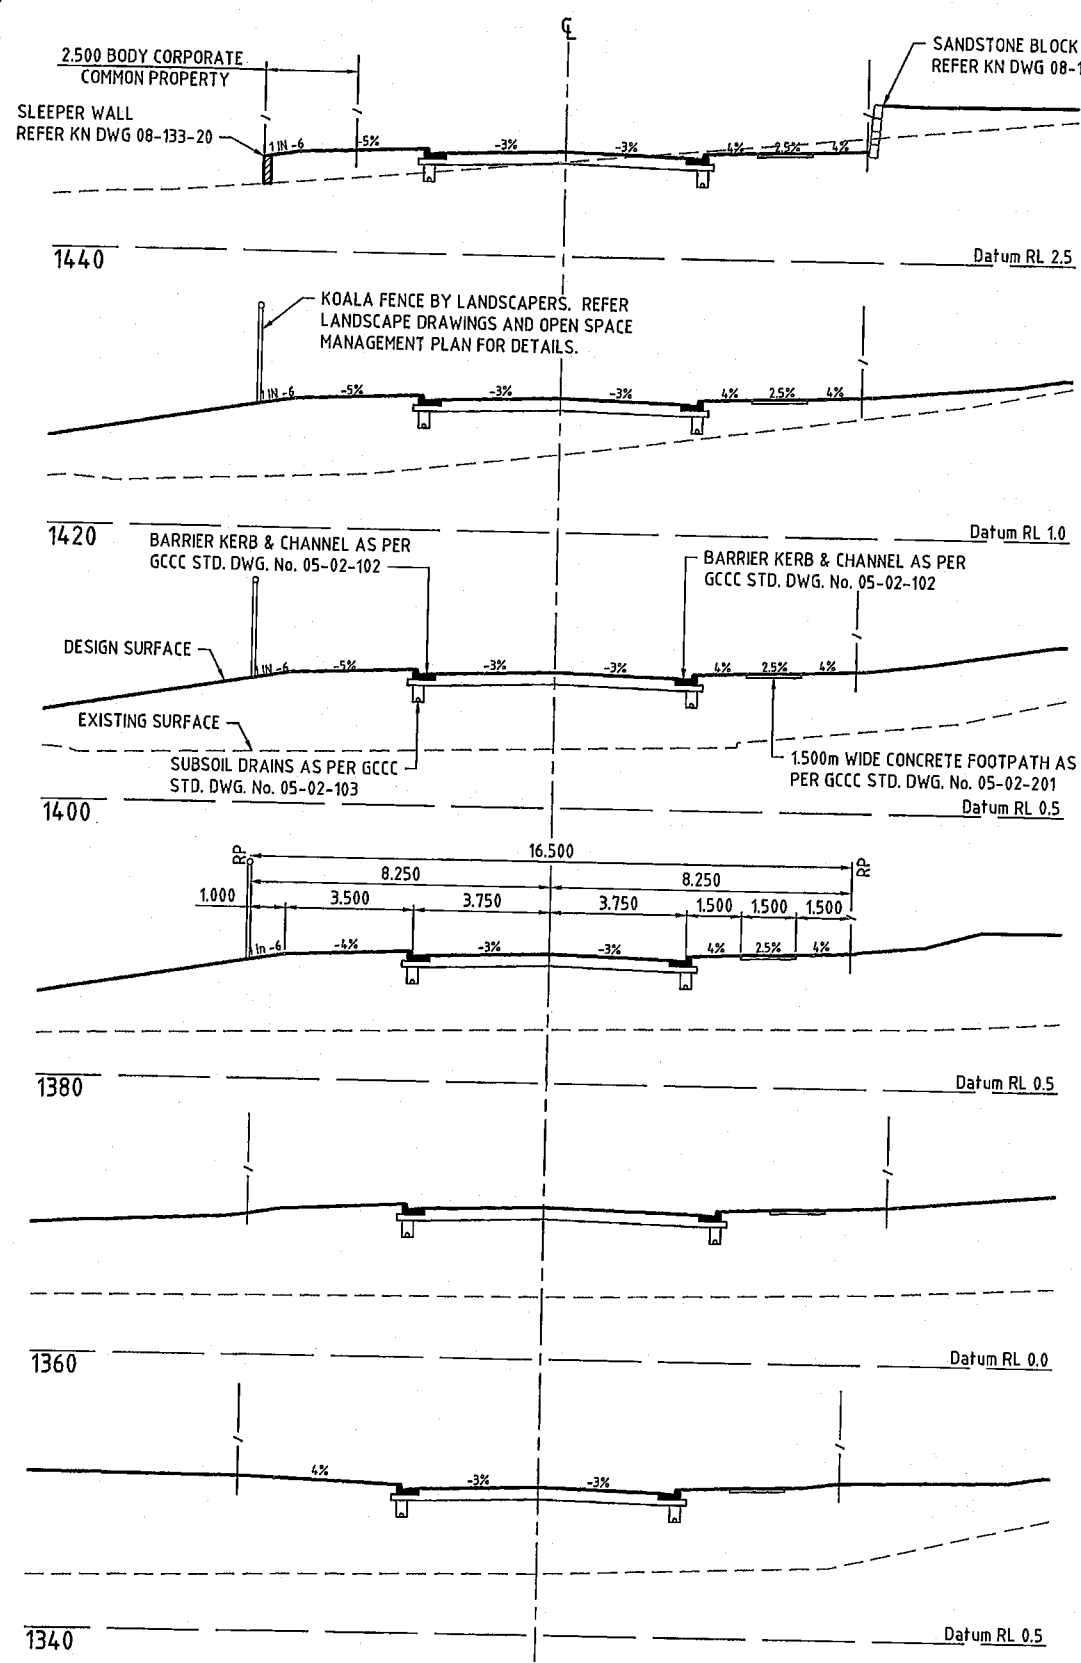 ℄
2.500 BODY CORPORATE
COMMON PROPERTY
SANDSTONE BLOCK
REFER KN DWG 08-1
SLEEPER WALL
REFER KN DWG 08-133-20
1 IN -6 -5% -3% -3% 4% 2.5% 4%
1440 Datum RL 2.5
KOALA FENCE BY LANDSCAPERS. REFER
LANDSCAPE DRAWINGS AND OPEN SPACE
MANAGEMENT PLAN FOR DETAILS.
1 IN -6 -5% -3% -3% 4% 2.5% 4%
1420 Datum RL 1.0
BARRIER KERB & CHANNEL AS PER
GCCC STD. DWG. No. 05-02-102
BARRIER KERB & CHANNEL AS PER
GCCC STD. DWG. No. 05-02-102
DESIGN SURFACE
1 IN -6 -5% -3% -3% 4% 2.5% 4%
EXISTING SURFACE
SUBSOIL DRAINS AS PER GCCC
STD. DWG. No. 05-02-103
1.500m WIDE CONCRETE FOOTPATH AS
PER GCCC STD. DWG. No. 05-02-201
1400 Datum RL 0.5
RP 16.500 RP
8.250 8.250
1.000 3.500 3.750 3.750 1.500 1.500 1.500
1 In -6 -4% -3% -3% 4% 2.5% 4%
1380 Datum RL 0.5
1360 Datum RL 0.0
4% -3% -3%
1340 Datum RL 0.5